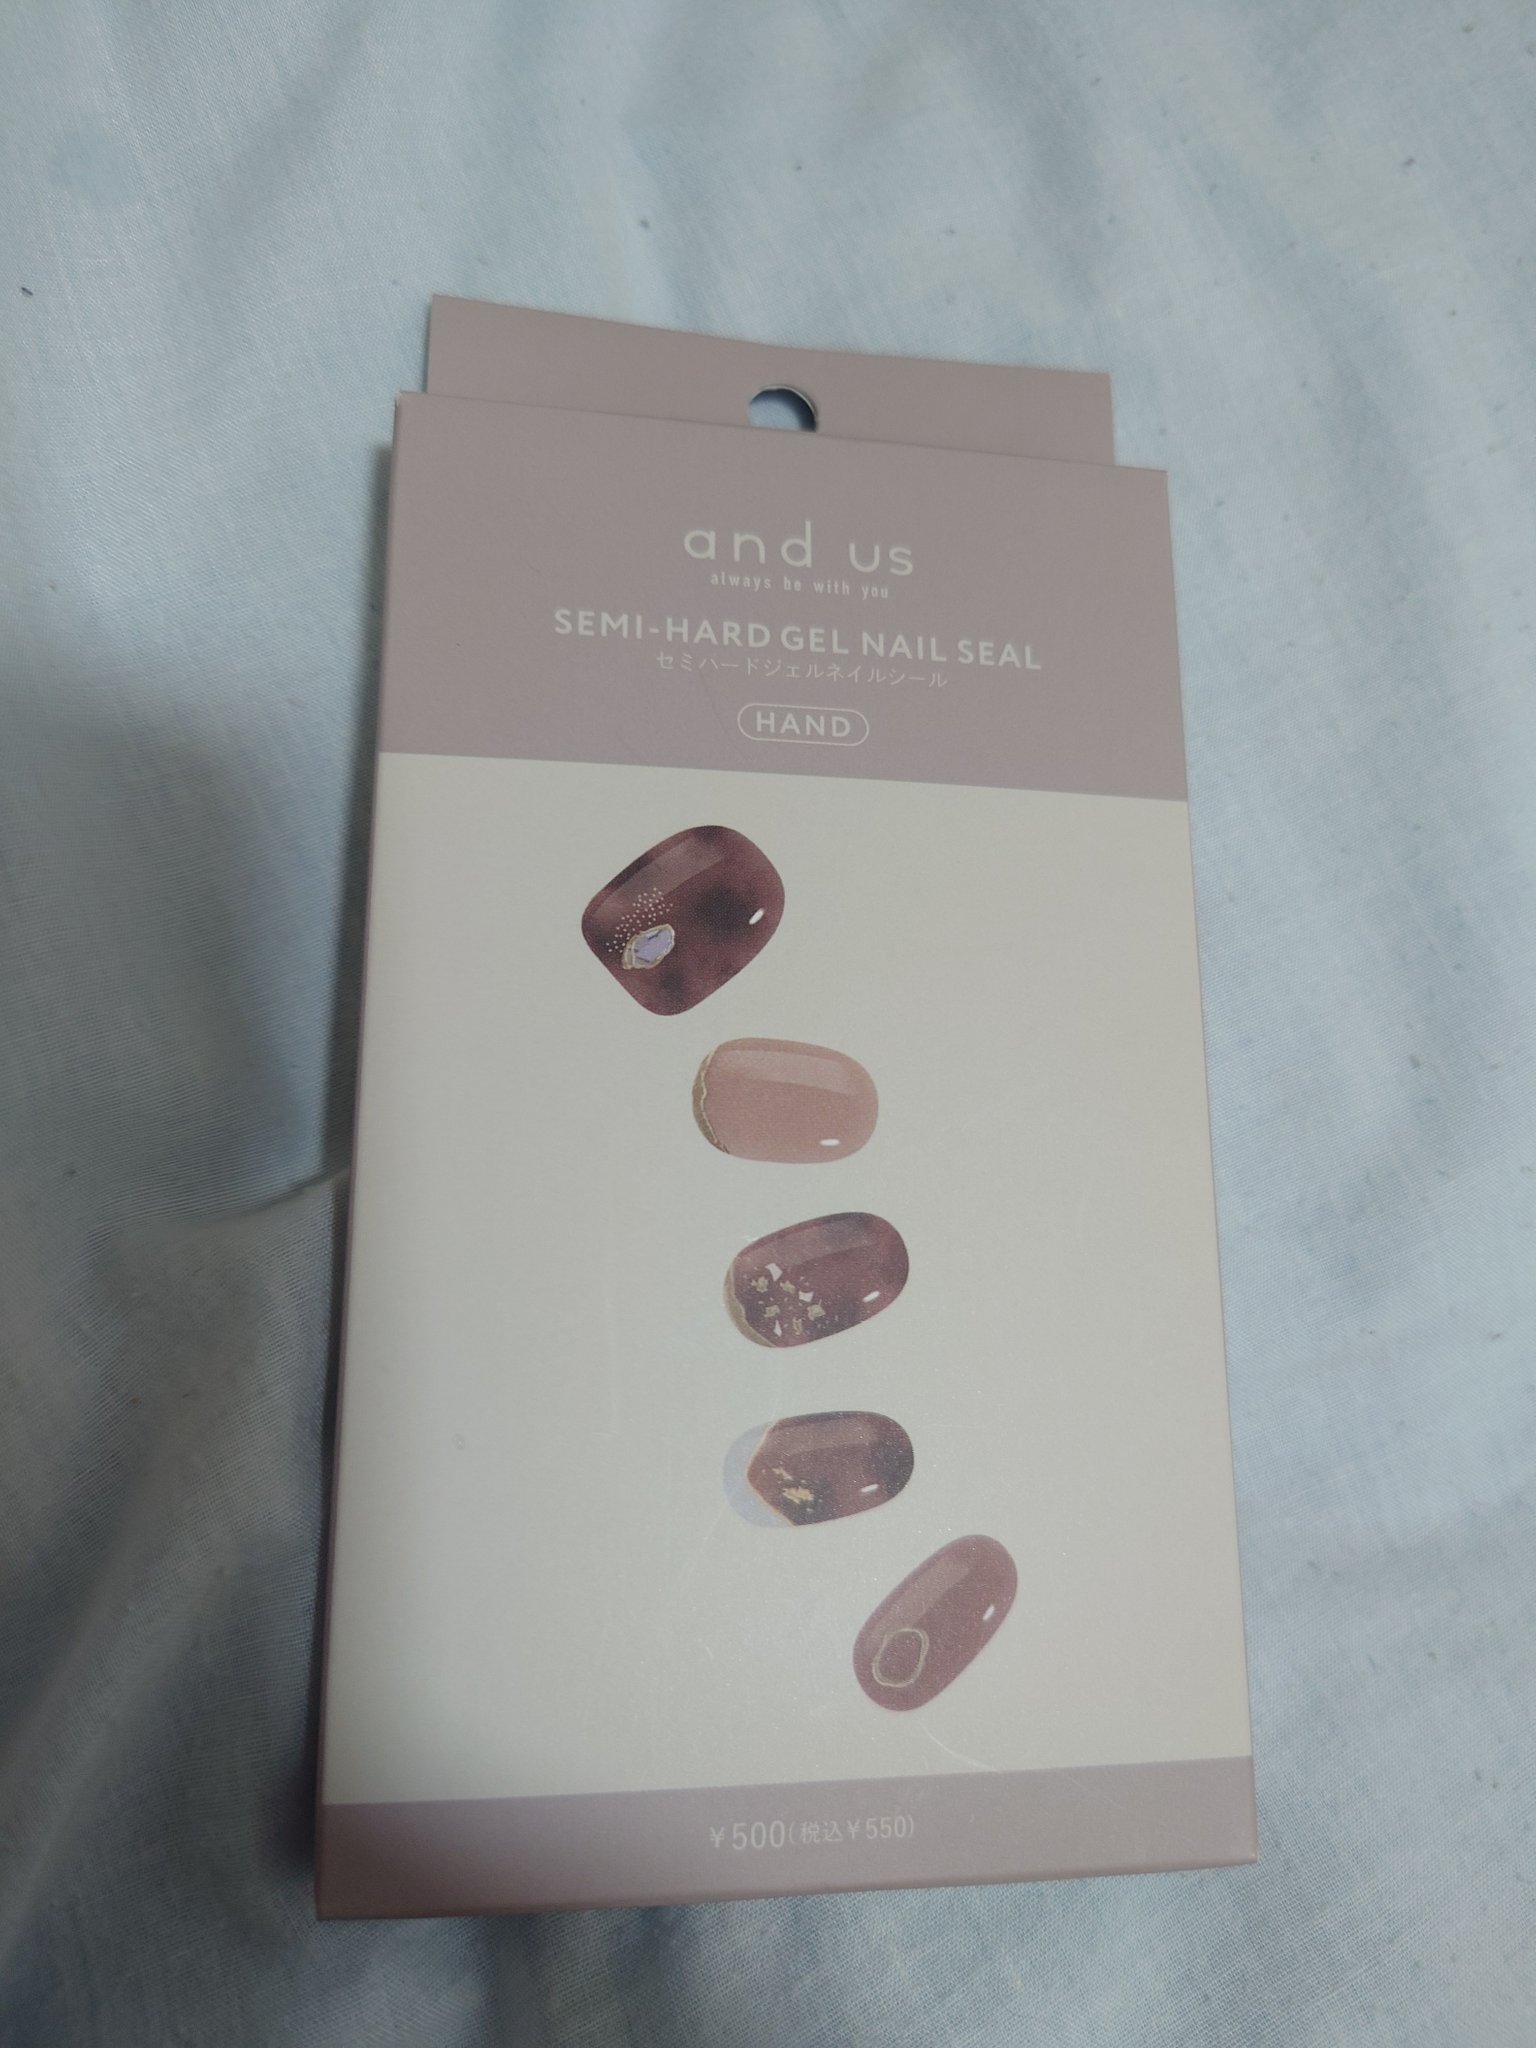 and us
always be with you
SEMI-HARD GEL NAIL SEAL
セミハードジェルネイルシール
HAND
¥500(税込¥550)